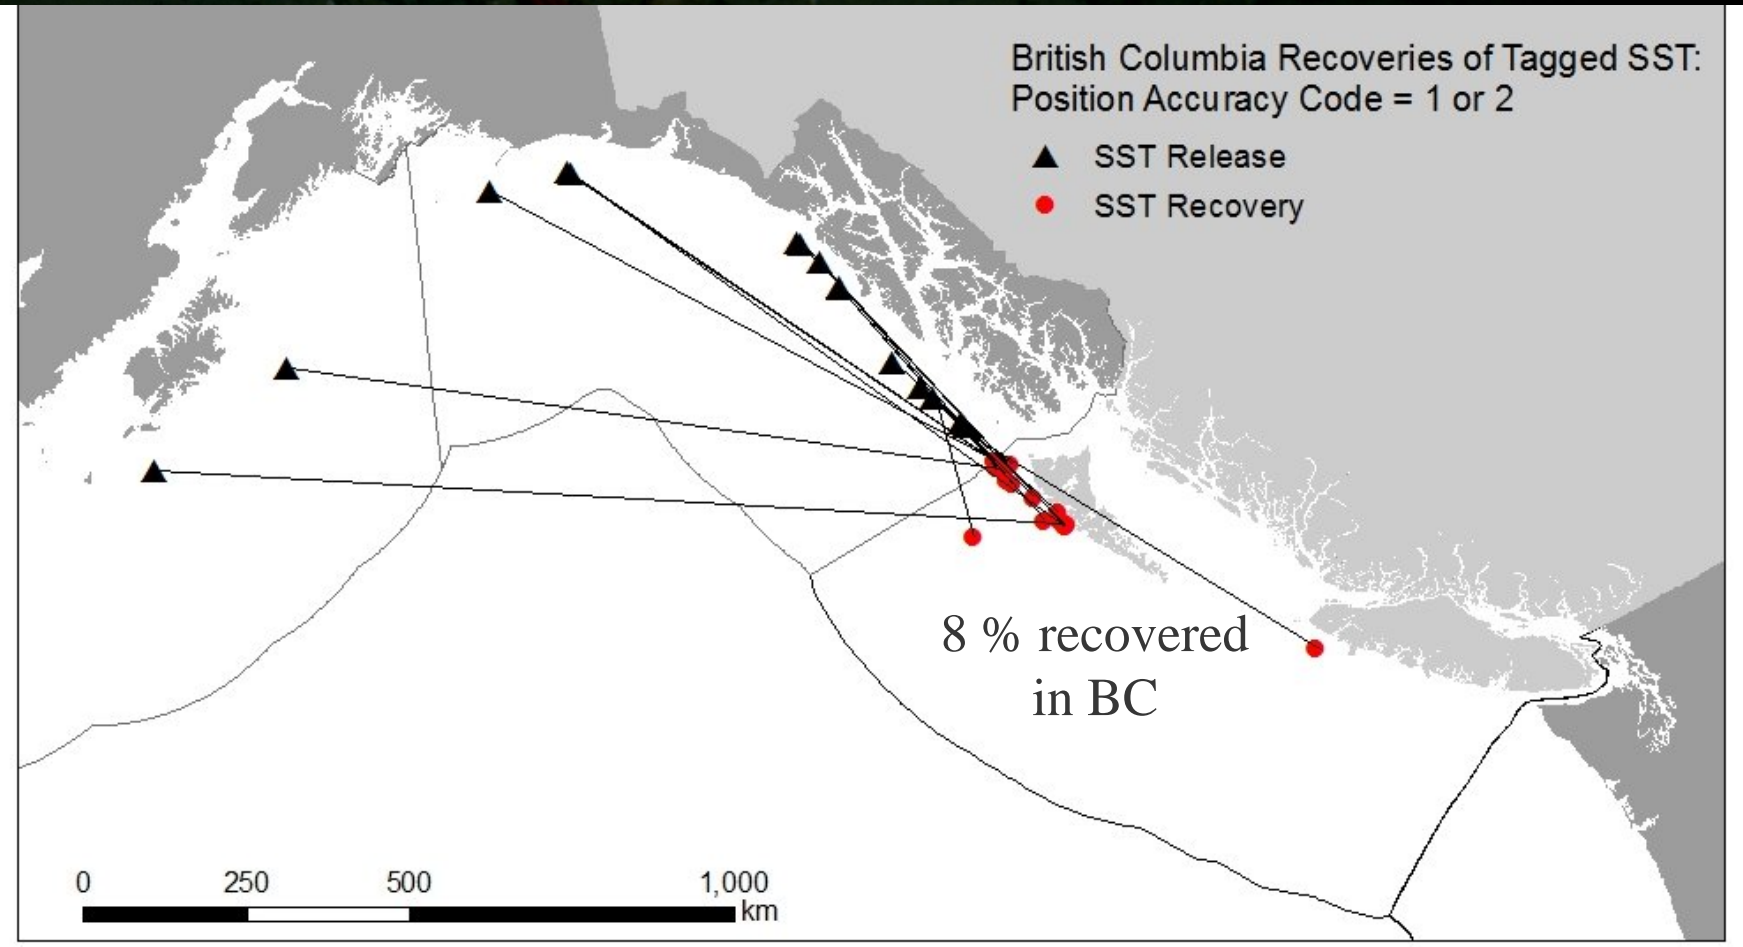 British Columbia Recoveries of Tagged SST:
Position Accuracy Code = 1 or 2
SST Release
SST Recovery
8 % recovered
in BC
0 250 500 1,000
km